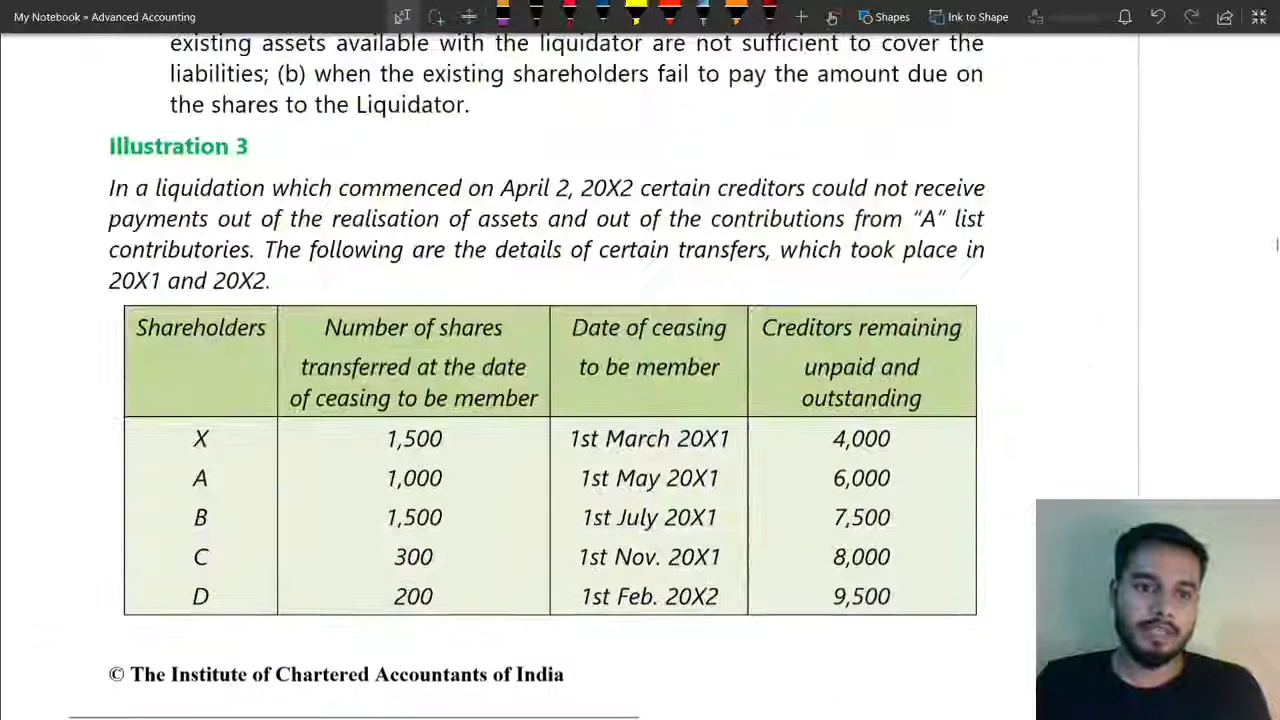 My Notebook » Advanced Accounting
Shapes
Ink to Shape
existing assets available with the liquidator are not sufficient to cover the
liabilities; (b) when the existing shareholders fail to pay the amount due on
the shares to the Liquidator.
Illustration 3
In a liquidation which commenced on April 2, 20X2 certain creditors could not receive
payments out of the realisation of assets and out of the contributions from “A” list
contributories. The following are the details of certain transfers, which took place in
20X1 and 20X2.
Shareholders Number of shares Date of ceasing Creditors remaining
transferred at the date to be member unpaid and
of ceasing to be member outstanding
X 1,500 1st March 20X1 4,000
A 1,000 1st May 20X1 6,000
B 1,500 1st July 20X1 7,500
C 300 1st Nov. 20X1 8,000
D 200 1st Feb. 20X2 9,500
© The Institute of Chartered Accountants of India